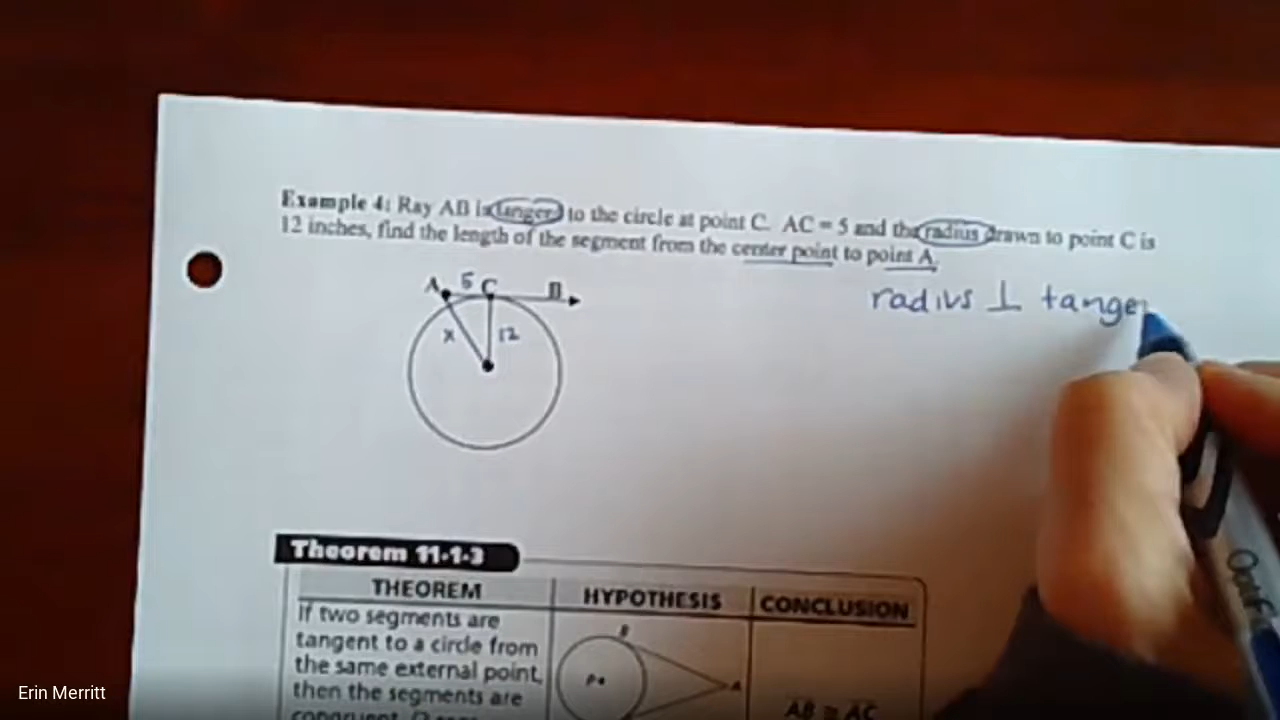 Example 4: Ray AB is tangent to the circle at point C. AC = 5 and the radius drawn to point C is
12 inches, find the length of the segment from the center point to point A.
A 5 C B
radius ⊥ tange
x 12
Theorem 11-1-3
THEOREM HYPOTHESIS CONCLUSION
If two segments are
tangent to a circle from
the same external point,
then the segments are
B
P
A
AB ≅ AC
Erin Merritt